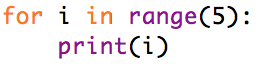 for i in range(5):
    print(i)